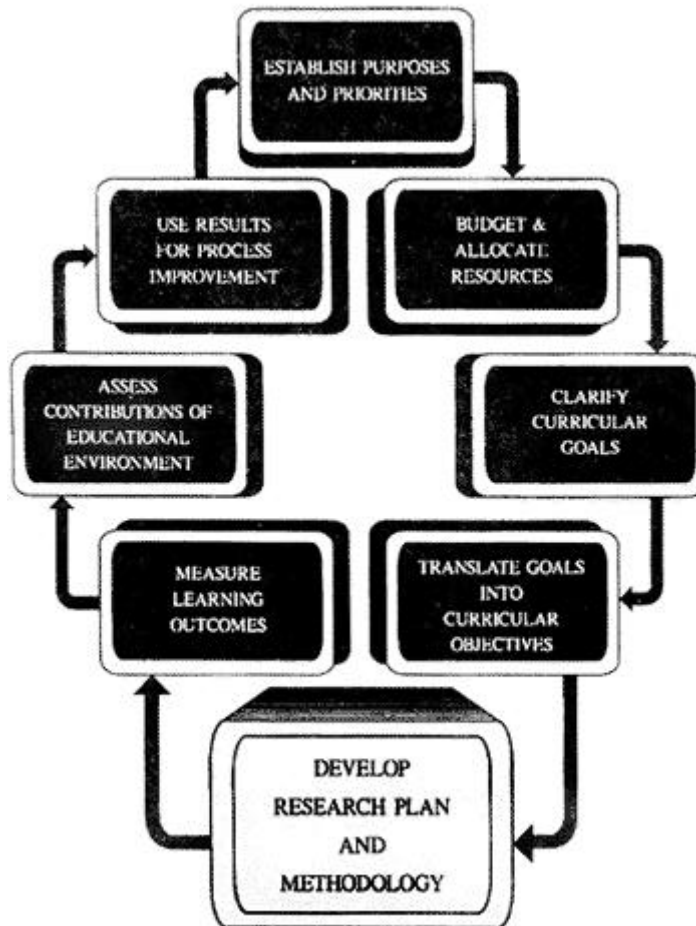 ESTABLISH PURPOSES
AND PRIORITIES
BUDGET &
ALLOCATE
RESOURCES
CLARIFY
CURRICULAR
GOALS
TRANSLATE GOALS
INTO
CURRICULAR
OBJECTIVES
DEVELOP
RESEARCH PLAN
AND
METHODOLOGY
MEASURE
LEARNING
OUTCOMES
ASSESS
CONTRIBUTIONS OF
EDUCATIONAL
ENVIRONMENT
USE RESULTS
FOR PROCESS
IMPROVEMENT